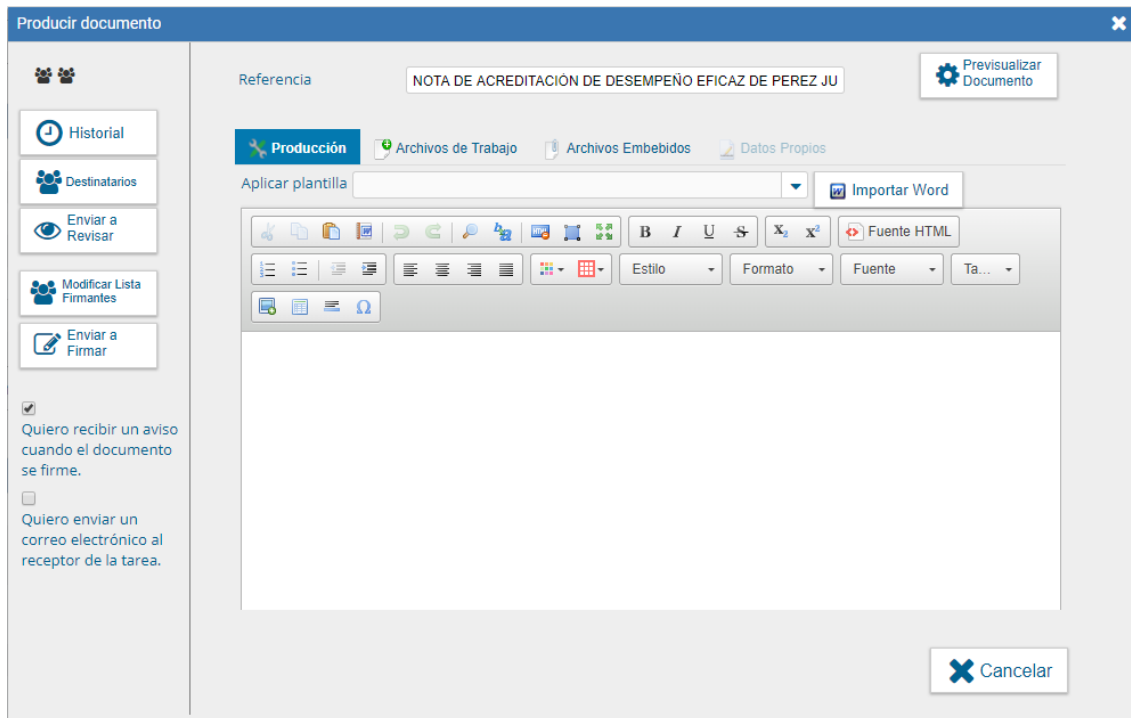 Producir documento
Historial
Destinatarios
Enviar a
Revisar
Modificar Lista
Firmantes
Enviar a
Firmar
Quiero recibir un aviso
cuando el documento
se firme.
Quiero enviar un
correo electrónico al
receptor de la tarea.
Referencia
NOTA DE ACREDITACIÓN DE DESEMPEÑO EFICAZ DE PEREZ JU
Previsualizar
Documento
Producción Archivos de Trabajo Archivos Embebidos Datos Propios
Aplicar plantilla
Importar Word
B I U S X₂ X² Fuente HTML
Estilo Formato Fuente Ta...
Ω
Cancelar